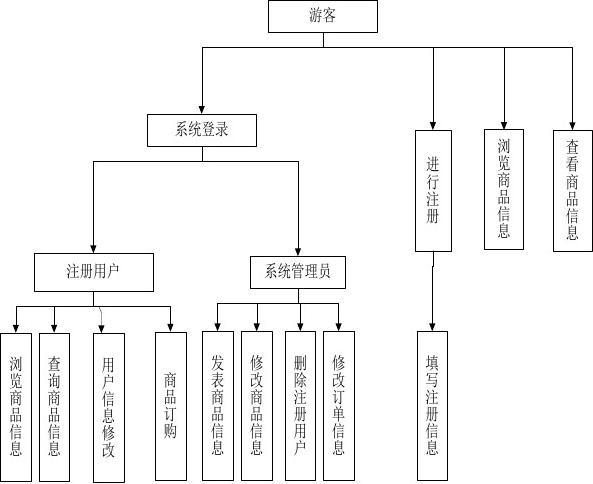 游客
系统登录
进行注册
浏览商品信息
查看商品信息
注册用户
系统管理员
浏览商品信息
查询商品信息
用户信息修改
商品订购
发表商品信息
修改商品信息
删除注册用户
修改订单信息
填写注册信息